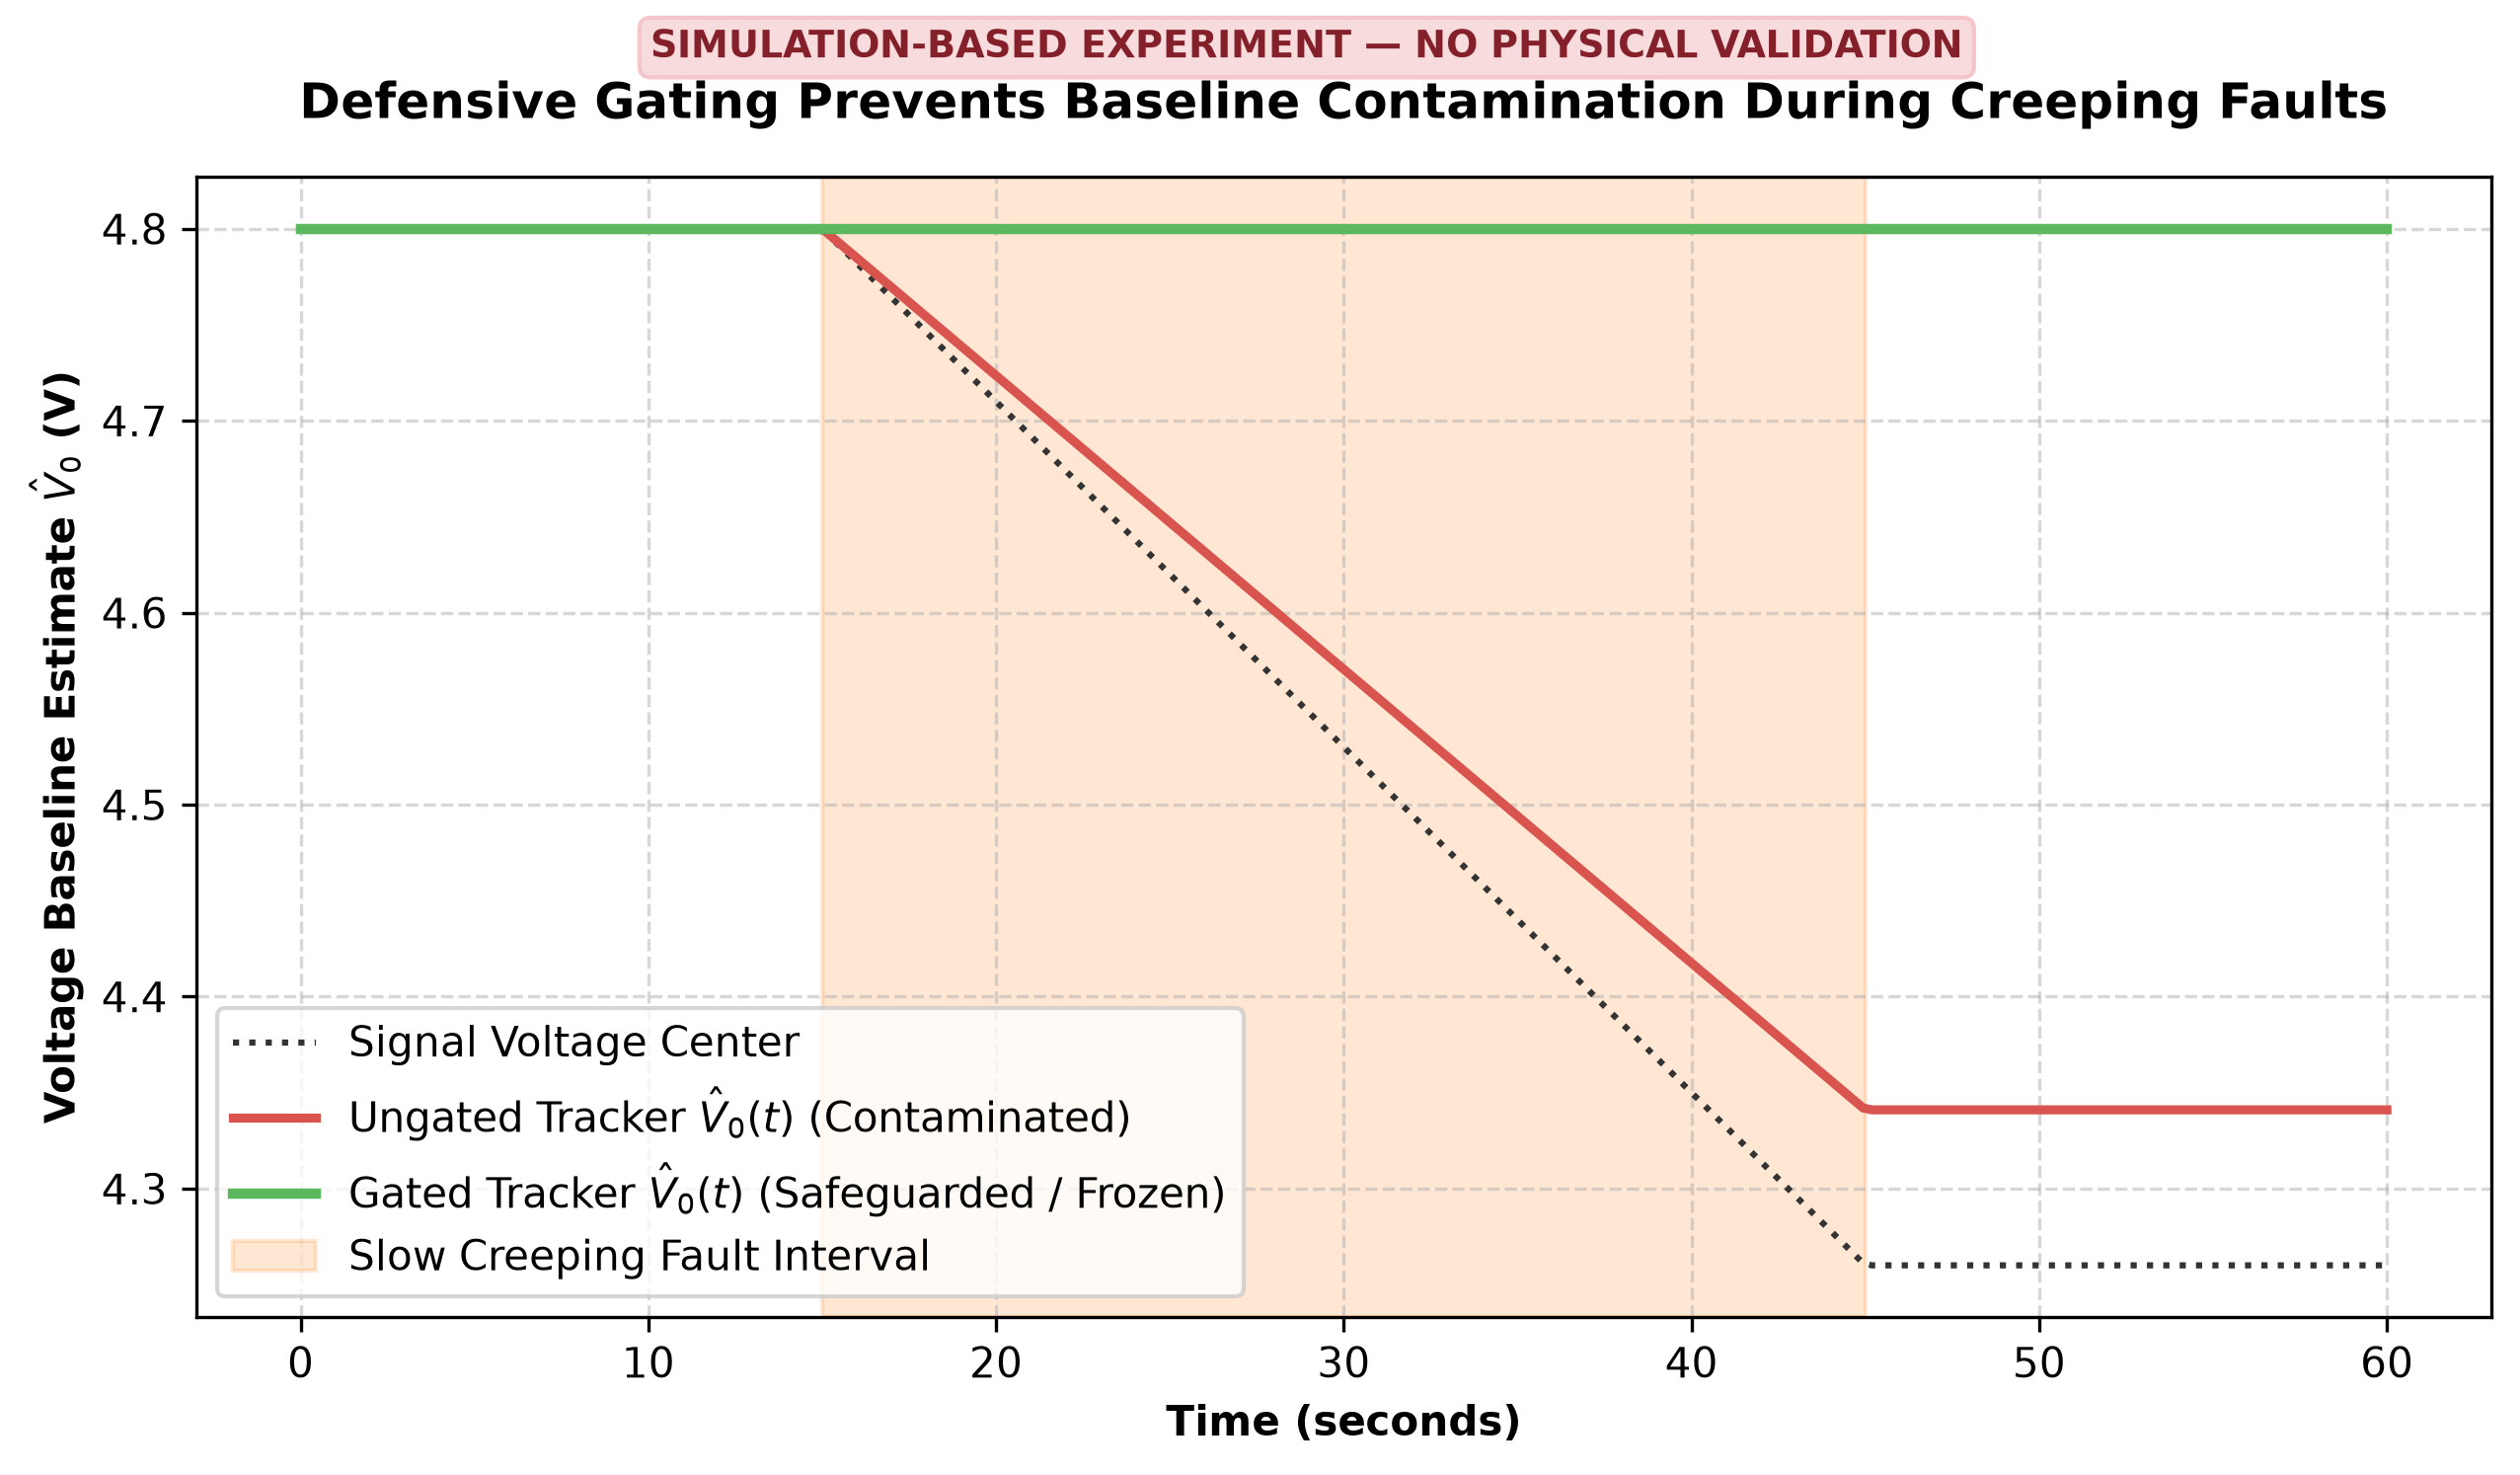 SIMULATION-BASED EXPERIMENT — NO PHYSICAL VALIDATION
Defensive Gating Prevents Baseline Contamination During Creeping Faults
Voltage Baseline Estimate V̂₀ (W)
4.8
4.7
4.6
4.5
4.4
4.3
Signal Voltage Center
Ungated Tracker V̂₀(t) (Contaminated)
Gated Tracker V̂₀(t) (Safeguarded / Frozen)
Slow Creeping Fault Interval
0 10 20 30 40 50 60
Time (seconds)